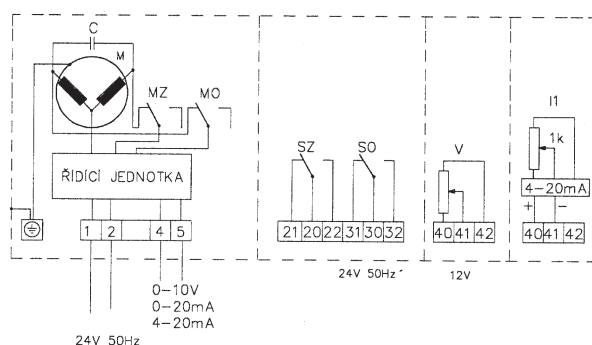 C
M
MZ MO
ŘÍDÍCÍ JEDNOTKA
1 2 4 5
0-10V
0-20mA
4-20mA
24V 50Hz
SZ SO
21 20 22 31 30 32
24V 50Hz
V
40 41 42
12V
I1
1k
4-20mA
+ -
40 41 42